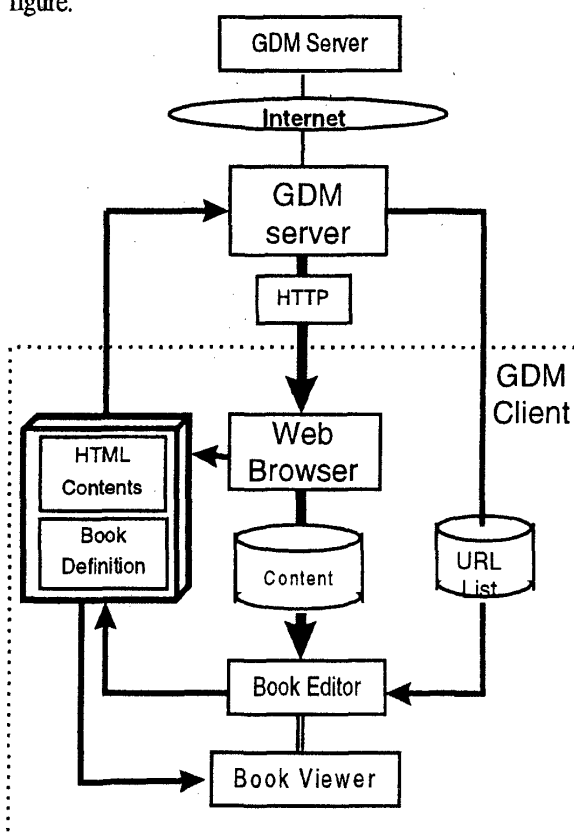 figure.
GDM Server
Internet
GDM
server
HTTP
GDM
Client
Web
Browser
HTML
Contents
Book
Definition
Content
URL
List
Book Editor
Book Viewer